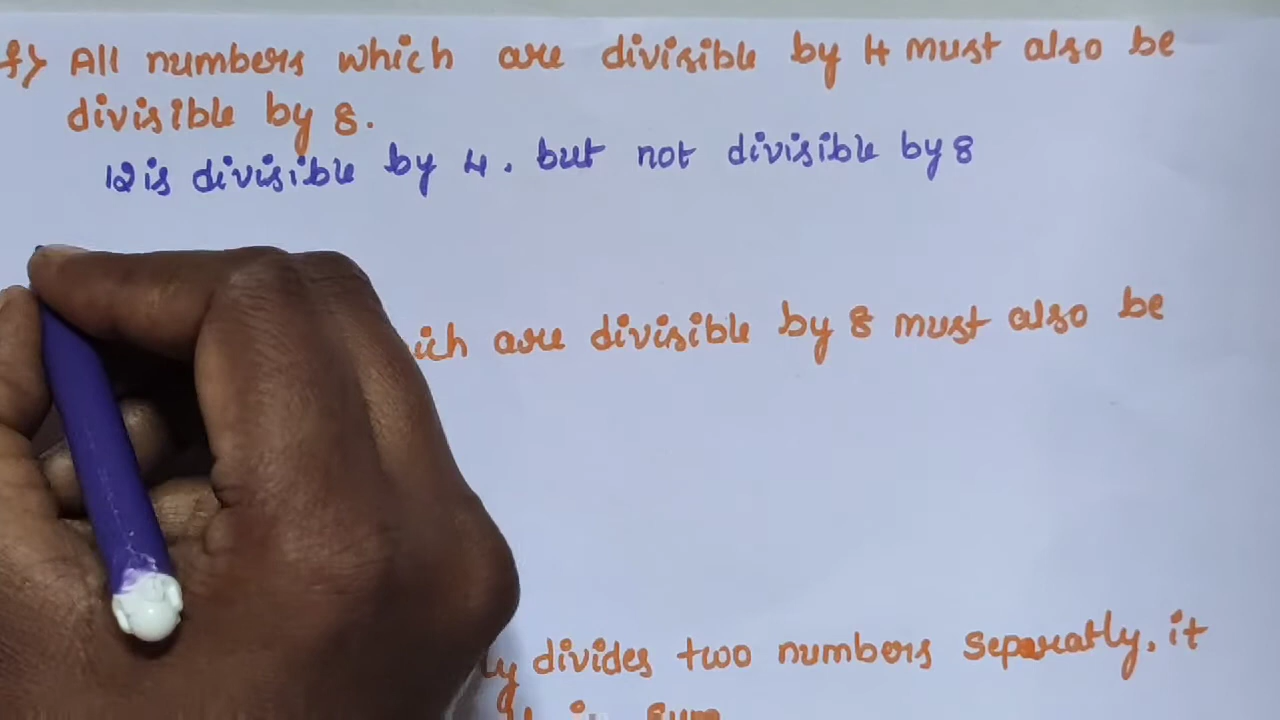 f) All numbers which are divisible by 4 must also be
divisible by 8.
12 is divisible by 4. but not divisible by 8
are divisible by 8 must also be
divides two numbers separatly, it
sum